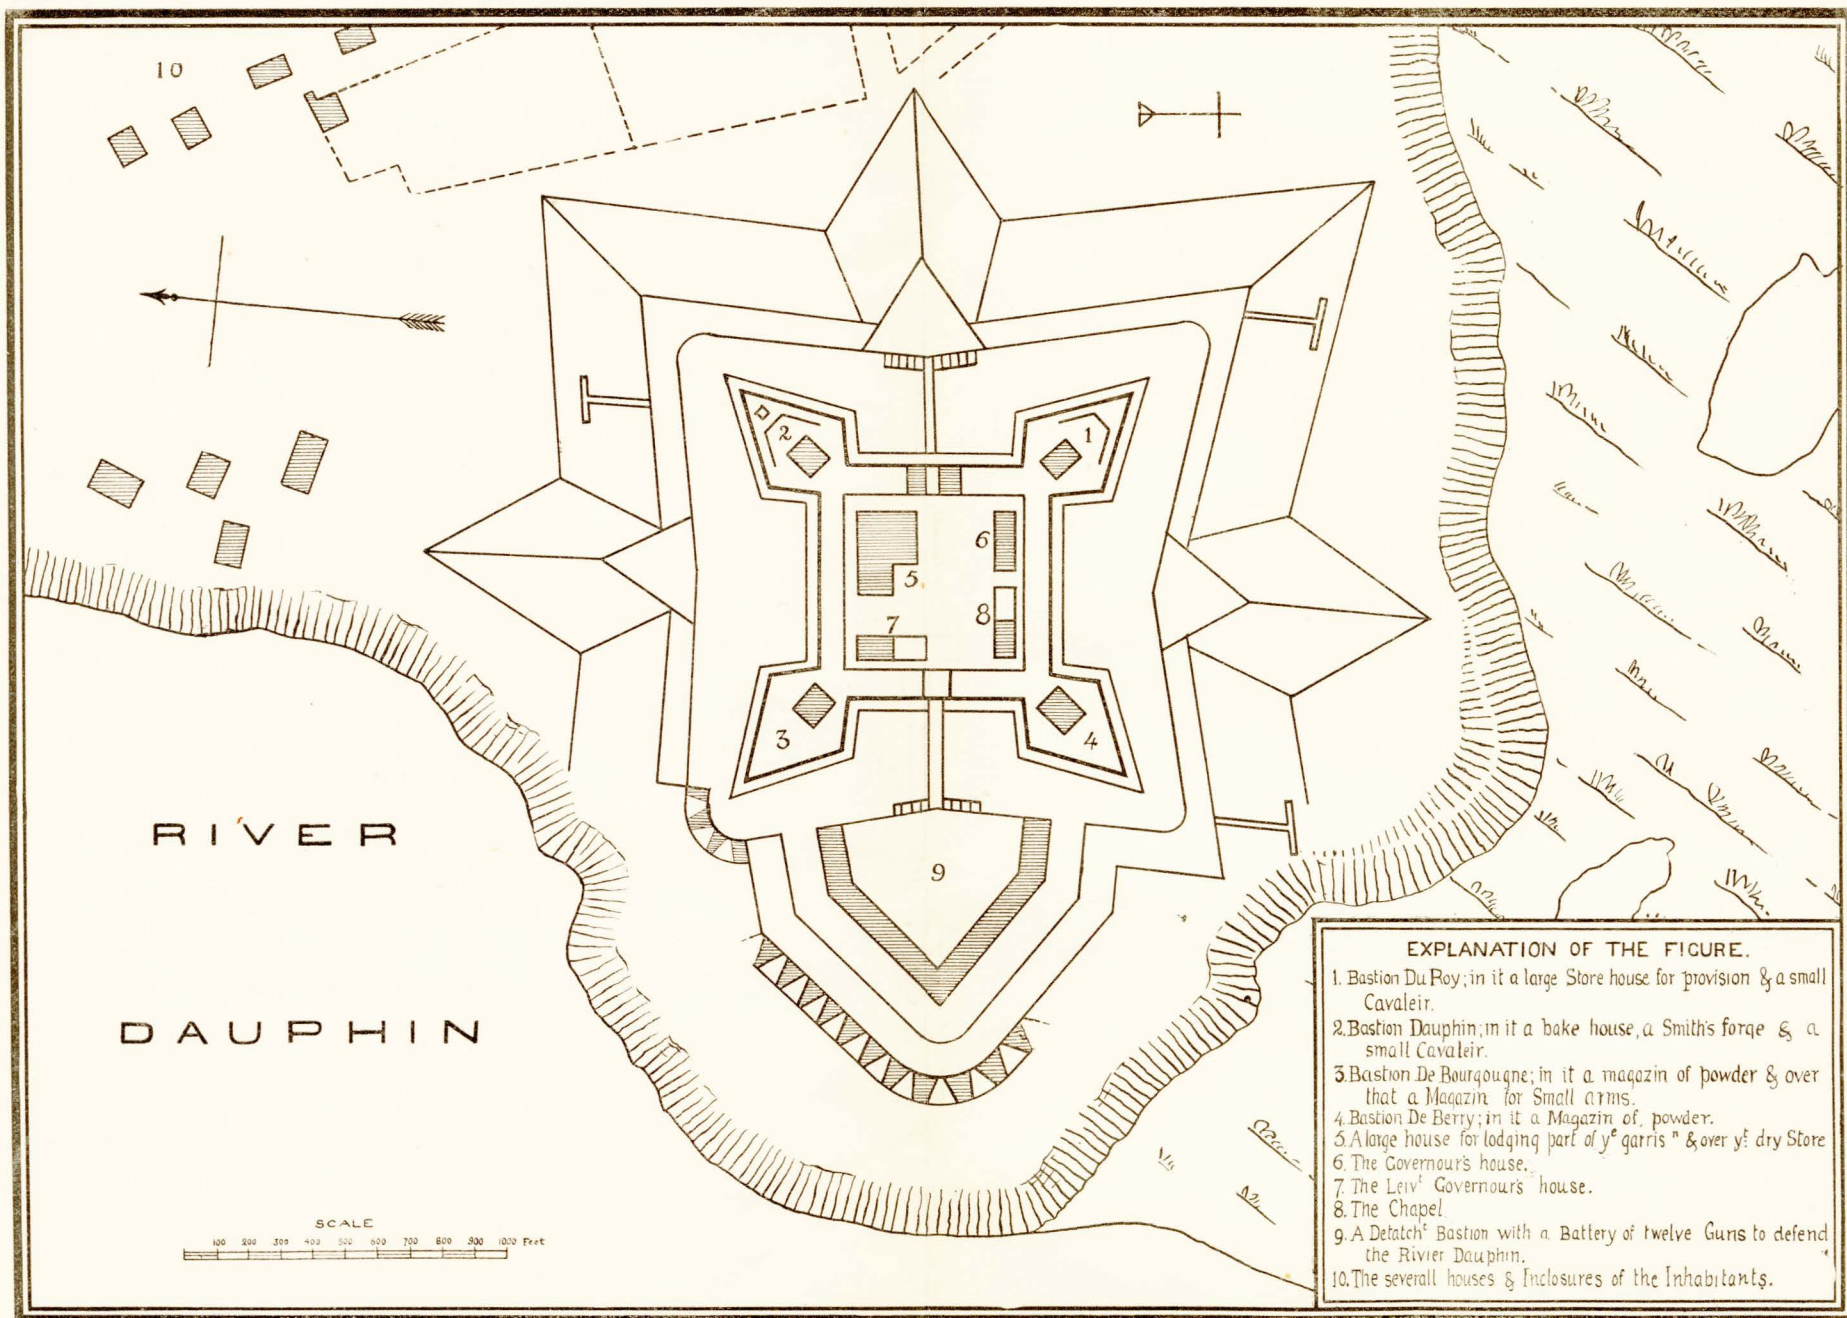 10
2
1
6
5
8
7
3
4
9
RIVER
DAUPHIN
SCALE
100 200 300 400 500 600 700 800 900 1000 Feet
EXPLANATION OF THE FIGURE.
1. Bastion Du Roy; in it a large Store house for provision & a small
Cavaleir.
2. Bastion Dauphin; in it a bake house, a Smith's forge & a
small Cavaleir.
3. Bastion De Bourgougne; in it a magazin of powder & over
that a Magazin for Small arms.
4. Bastion De Berry; in it a Magazin of powder.
5. A large house for lodging part of yᵉ garrisⁿ & over yᵗ dry Store
6. The Governour's house.
7. The Leivᵗ Governour's house.
8. The Chapel
9. A Detatchᵗ Bastion with a Battery of twelve Guns to defend
the Rivier Dauphin.
10. The severall houses & Inclosures of the Inhabitants.